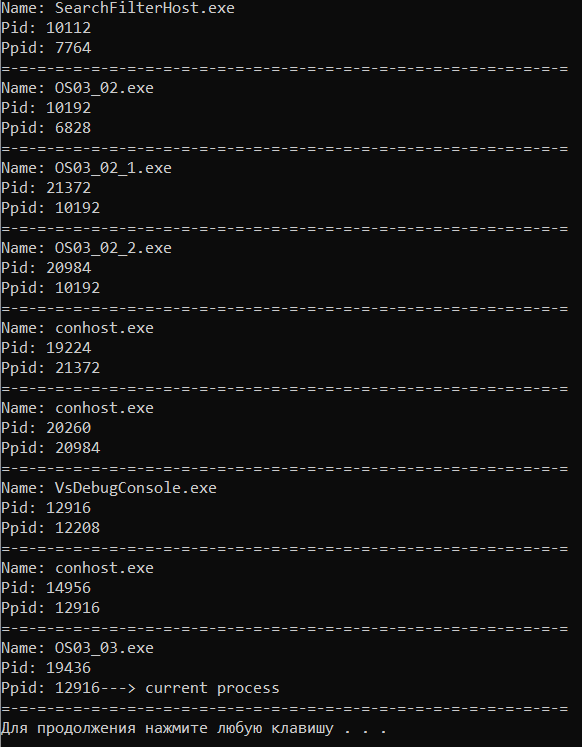 Name: SearchFilterHost.exe
Pid: 10112
Ppid: 7764
=-=-=-=-=-=-=-=-=-=-=-=-=-=-=-=-=-=-=-=-=-=-=-=-=-=-=-=-=-=-=-=
Name: OS03_02.exe
Pid: 10192
Ppid: 6828
=-=-=-=-=-=-=-=-=-=-=-=-=-=-=-=-=-=-=-=-=-=-=-=-=-=-=-=-=-=-=-=
Name: OS03_02_1.exe
Pid: 21372
Ppid: 10192
=-=-=-=-=-=-=-=-=-=-=-=-=-=-=-=-=-=-=-=-=-=-=-=-=-=-=-=-=-=-=-=
Name: OS03_02_2.exe
Pid: 20984
Ppid: 10192
=-=-=-=-=-=-=-=-=-=-=-=-=-=-=-=-=-=-=-=-=-=-=-=-=-=-=-=-=-=-=-=
Name: conhost.exe
Pid: 19224
Ppid: 21372
=-=-=-=-=-=-=-=-=-=-=-=-=-=-=-=-=-=-=-=-=-=-=-=-=-=-=-=-=-=-=-=
Name: conhost.exe
Pid: 20260
Ppid: 20984
=-=-=-=-=-=-=-=-=-=-=-=-=-=-=-=-=-=-=-=-=-=-=-=-=-=-=-=-=-=-=-=
Name: VsDebugConsole.exe
Pid: 12916
Ppid: 12208
=-=-=-=-=-=-=-=-=-=-=-=-=-=-=-=-=-=-=-=-=-=-=-=-=-=-=-=-=-=-=-=
Name: conhost.exe
Pid: 14956
Ppid: 12916
=-=-=-=-=-=-=-=-=-=-=-=-=-=-=-=-=-=-=-=-=-=-=-=-=-=-=-=-=-=-=-=
Name: OS03_03.exe
Pid: 19436
Ppid: 12916---> current process
=-=-=-=-=-=-=-=-=-=-=-=-=-=-=-=-=-=-=-=-=-=-=-=-=-=-=-=-=-=-=-=
Для продолжения нажмите любую клавишу . . .